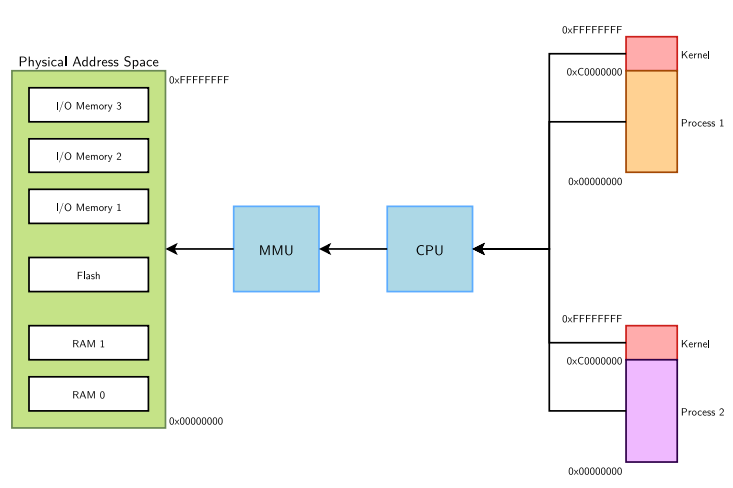 Physical Address Space
0xFFFFFFFF
I/O Memory 3
I/O Memory 2
I/O Memory 1
Flash
RAM 1
RAM 0
0x00000000
MMU
CPU
0xFFFFFFFF
Kernel
0xC0000000
Process 1
0x00000000
0xFFFFFFFF
Kernel
0xC0000000
Process 2
0x00000000